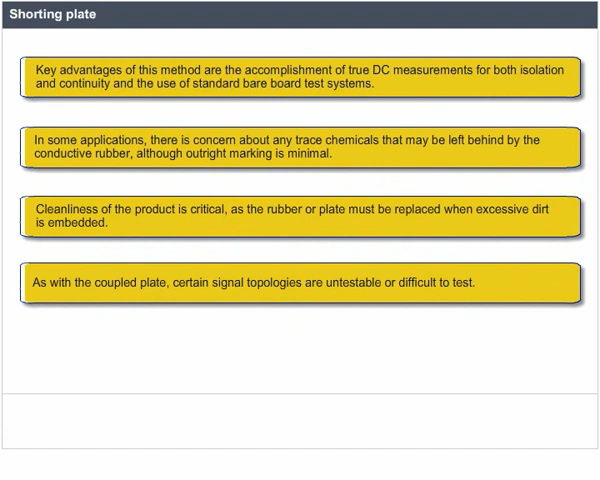 Shorting plate
Key advantages of this method are the accomplishment of true DC measurements for both isolation
and continuity and the use of standard bare board test systems.
In some applications, there is concern about any trace chemicals that may be left behind by the
conductive rubber, although outright marking is minimal.
Cleanliness of the product is critical, as the rubber or plate must be replaced when excessive dirt
is embedded.
As with the coupled plate, certain signal topologies are untestable or difficult to test.